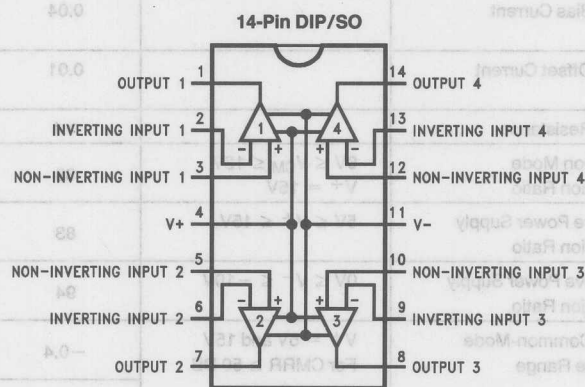 14-Pin DIP/SO
1 14
OUTPUT 1 OUTPUT 4
2 1 4 13
INVERTING INPUT 1 - + + - INVERTING INPUT 4
3 12
NON-INVERTING INPUT 1 NON-INVERTING INPUT 4
4 11
V+ V-
5 10
NON-INVERTING INPUT 2 NON-INVERTING INPUT 3
6 - + + - 9
INVERTING INPUT 2 2 3 INVERTING INPUT 3
7 8
OUTPUT 2 OUTPUT 3